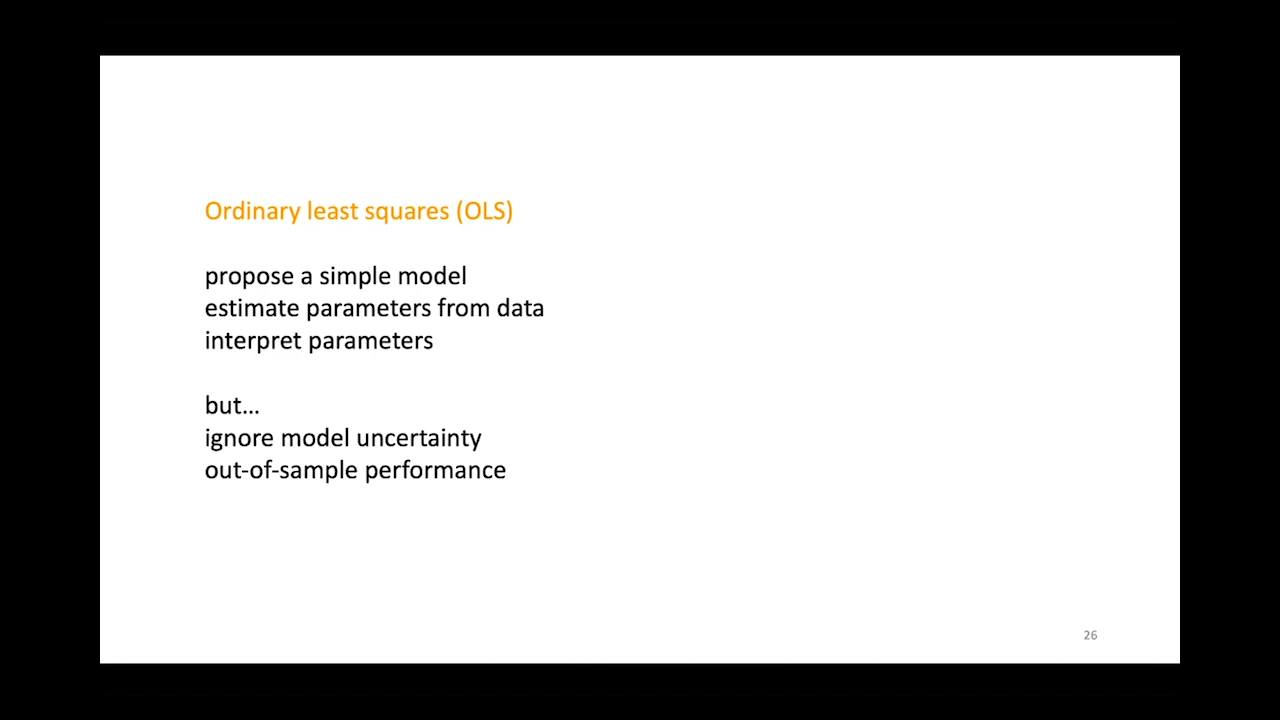 Ordinary least squares (OLS)
propose a simple model
estimate parameters from data
interpret parameters
but...
ignore model uncertainty
out-of-sample performance
26